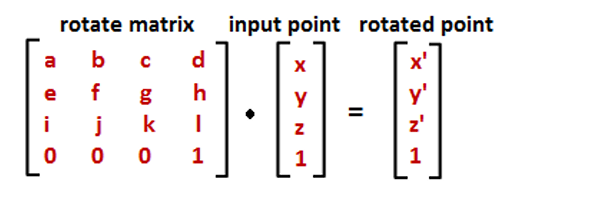 rotate matrix input point rotated point
a b c d x x'
e f g h y y'
i j k l z z'
0 0 0 1 1 1
• =